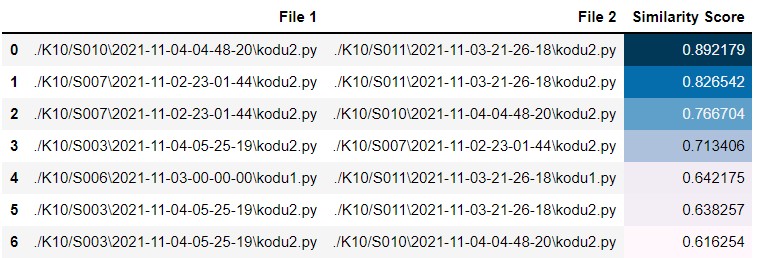 File 1 File 2 Similarity Score
0 ./K10/S010\2021-11-04-04-48-20\kodu2.py ./K10/S011\2021-11-03-21-26-18\kodu2.py 0.892179
1 ./K10/S007\2021-11-02-23-01-44\kodu2.py ./K10/S011\2021-11-03-21-26-18\kodu2.py 0.826542
2 ./K10/S007\2021-11-02-23-01-44\kodu2.py ./K10/S010\2021-11-04-04-48-20\kodu2.py 0.766704
3 ./K10/S003\2021-11-04-05-25-19\kodu2.py ./K10/S007\2021-11-02-23-01-44\kodu2.py 0.713406
4 ./K10/S006\2021-11-03-00-00-00\kodu1.py ./K10/S011\2021-11-03-21-26-18\kodu1.py 0.642175
5 ./K10/S003\2021-11-04-05-25-19\kodu2.py ./K10/S011\2021-11-03-21-26-18\kodu2.py 0.638257
6 ./K10/S003\2021-11-04-05-25-19\kodu2.py ./K10/S010\2021-11-04-04-48-20\kodu2.py 0.616254